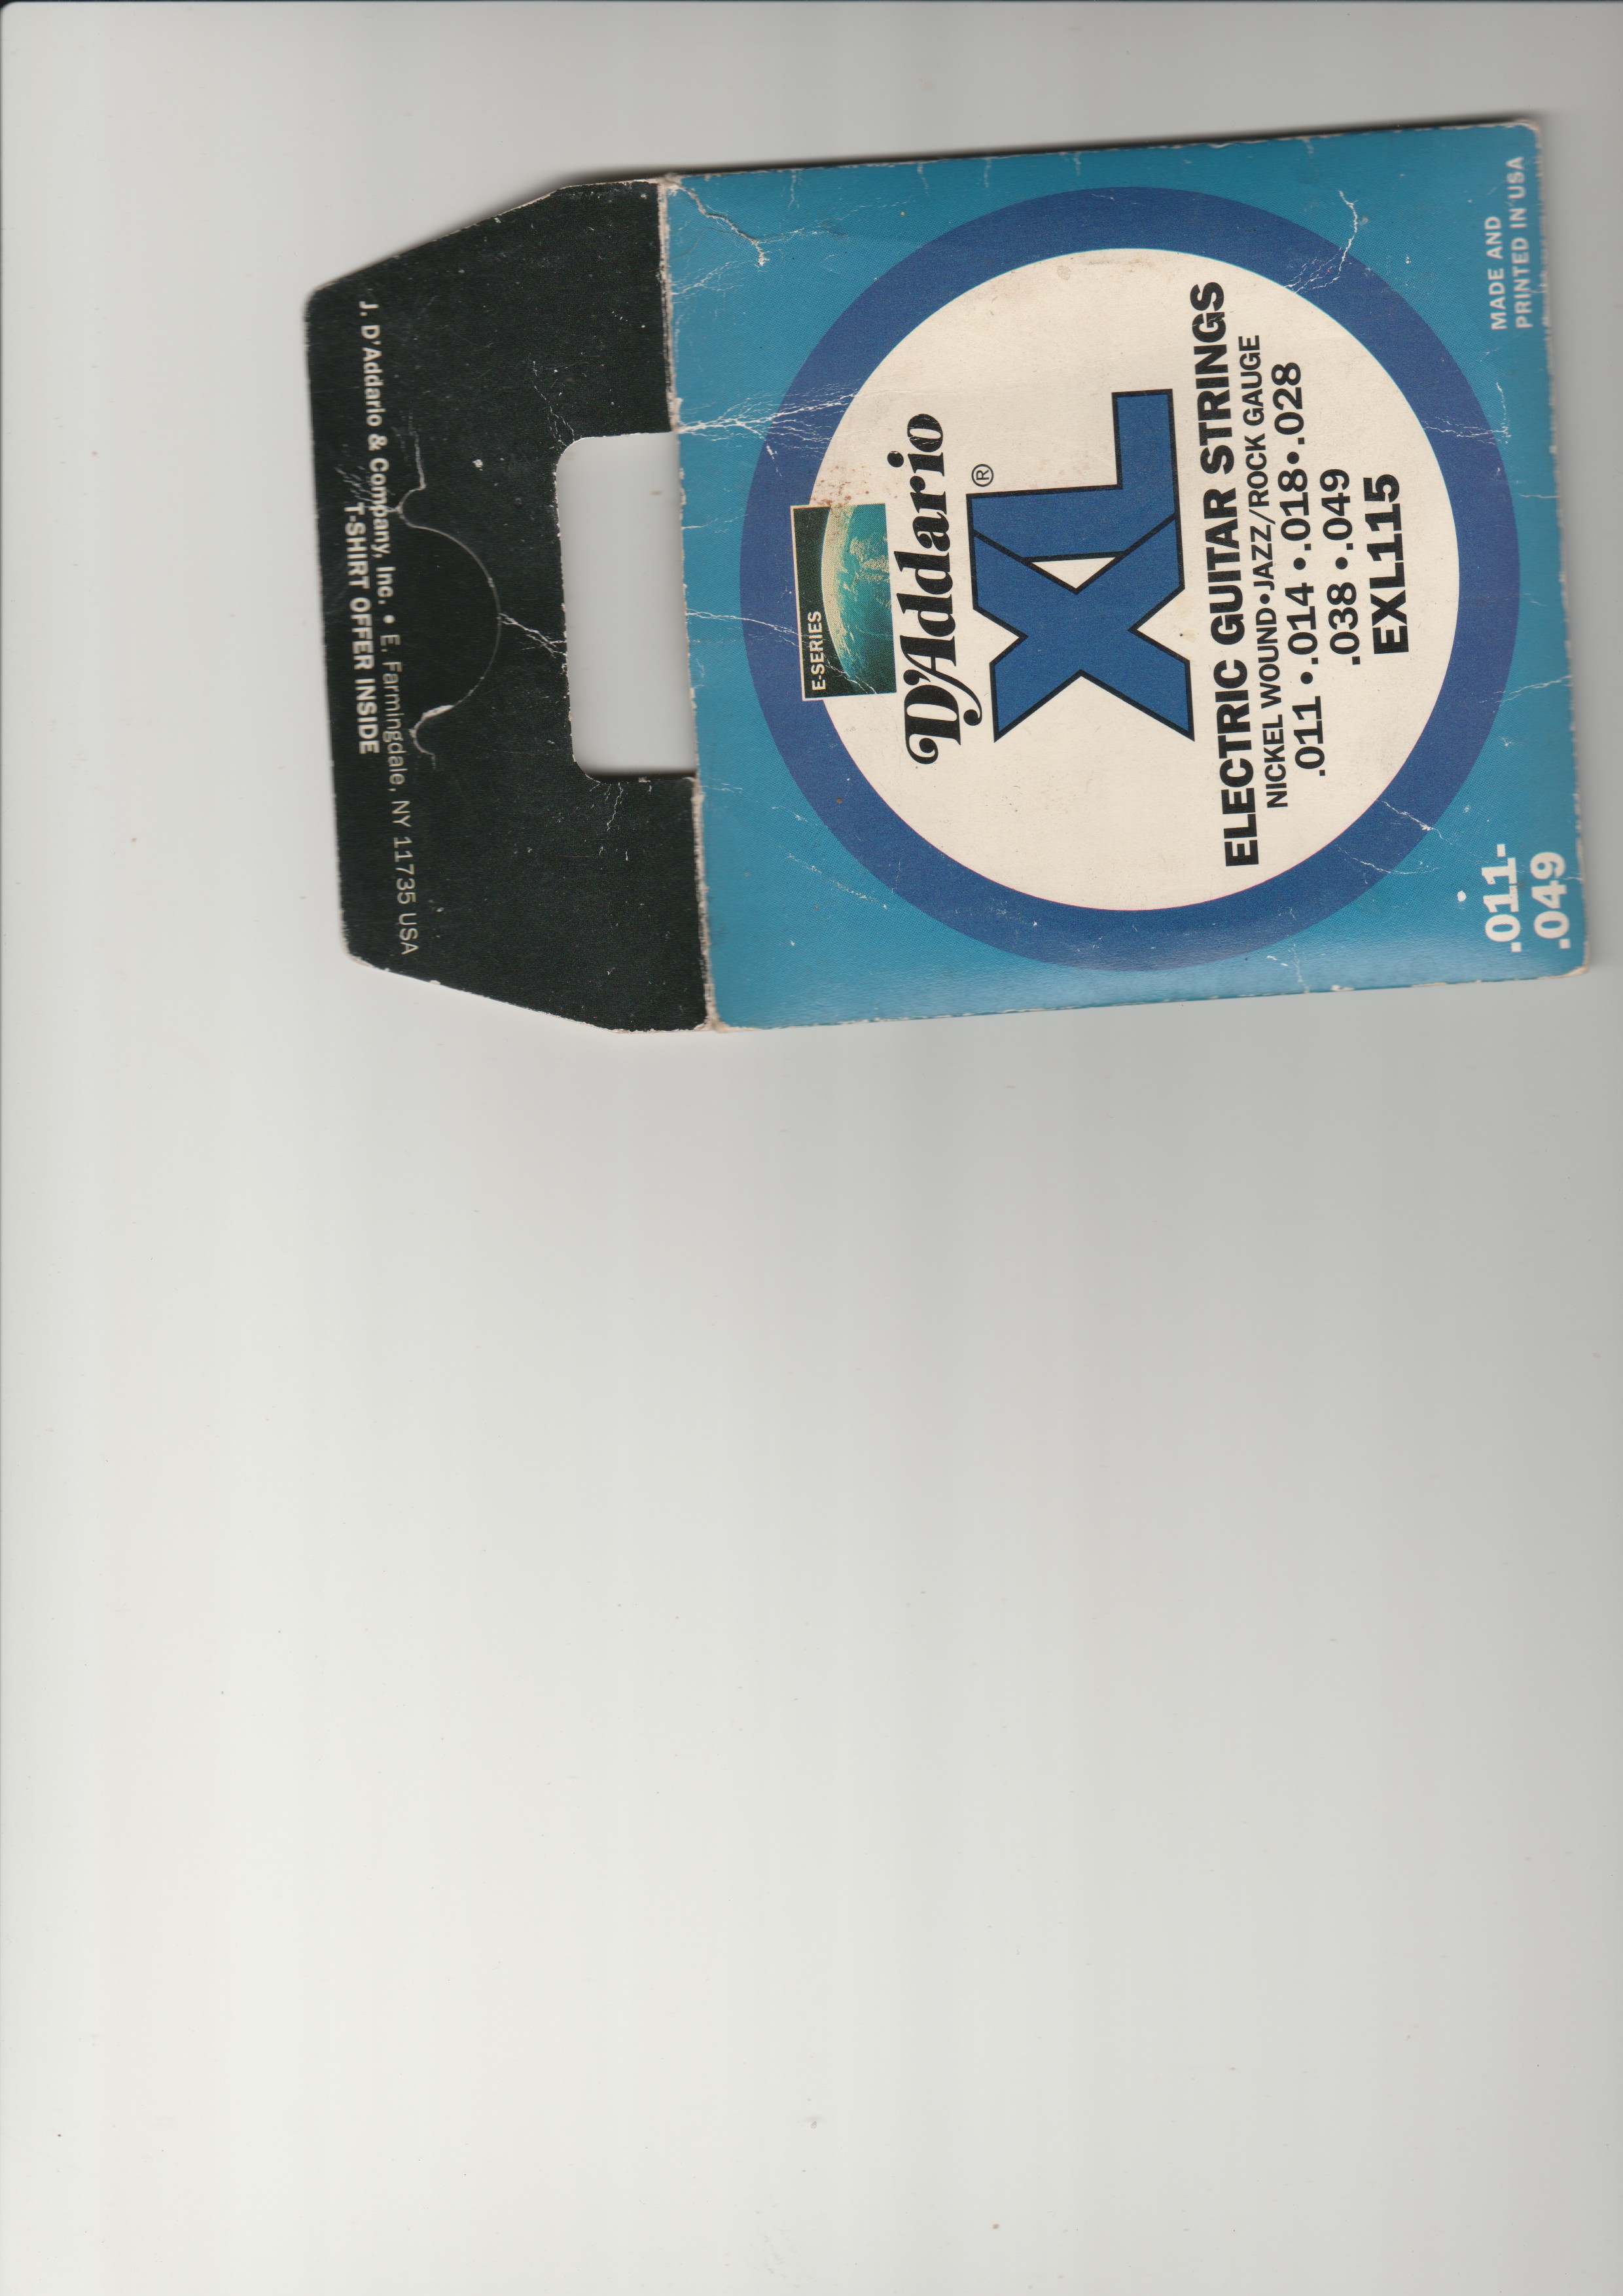 J. D'Addario & Company, Inc. • E. Farmingdale, NY 11735 USA
T-SHIRT OFFER INSIDE
E-SERIES
D'Addario
XL®
ELECTRIC GUITAR STRINGS
NICKEL WOUND•JAZZ/ROCK GAUGE
.011 •.014 •.018•.028
.038 •.049
EXL115
.011-
.049
MADE AND
PRINTED IN USA